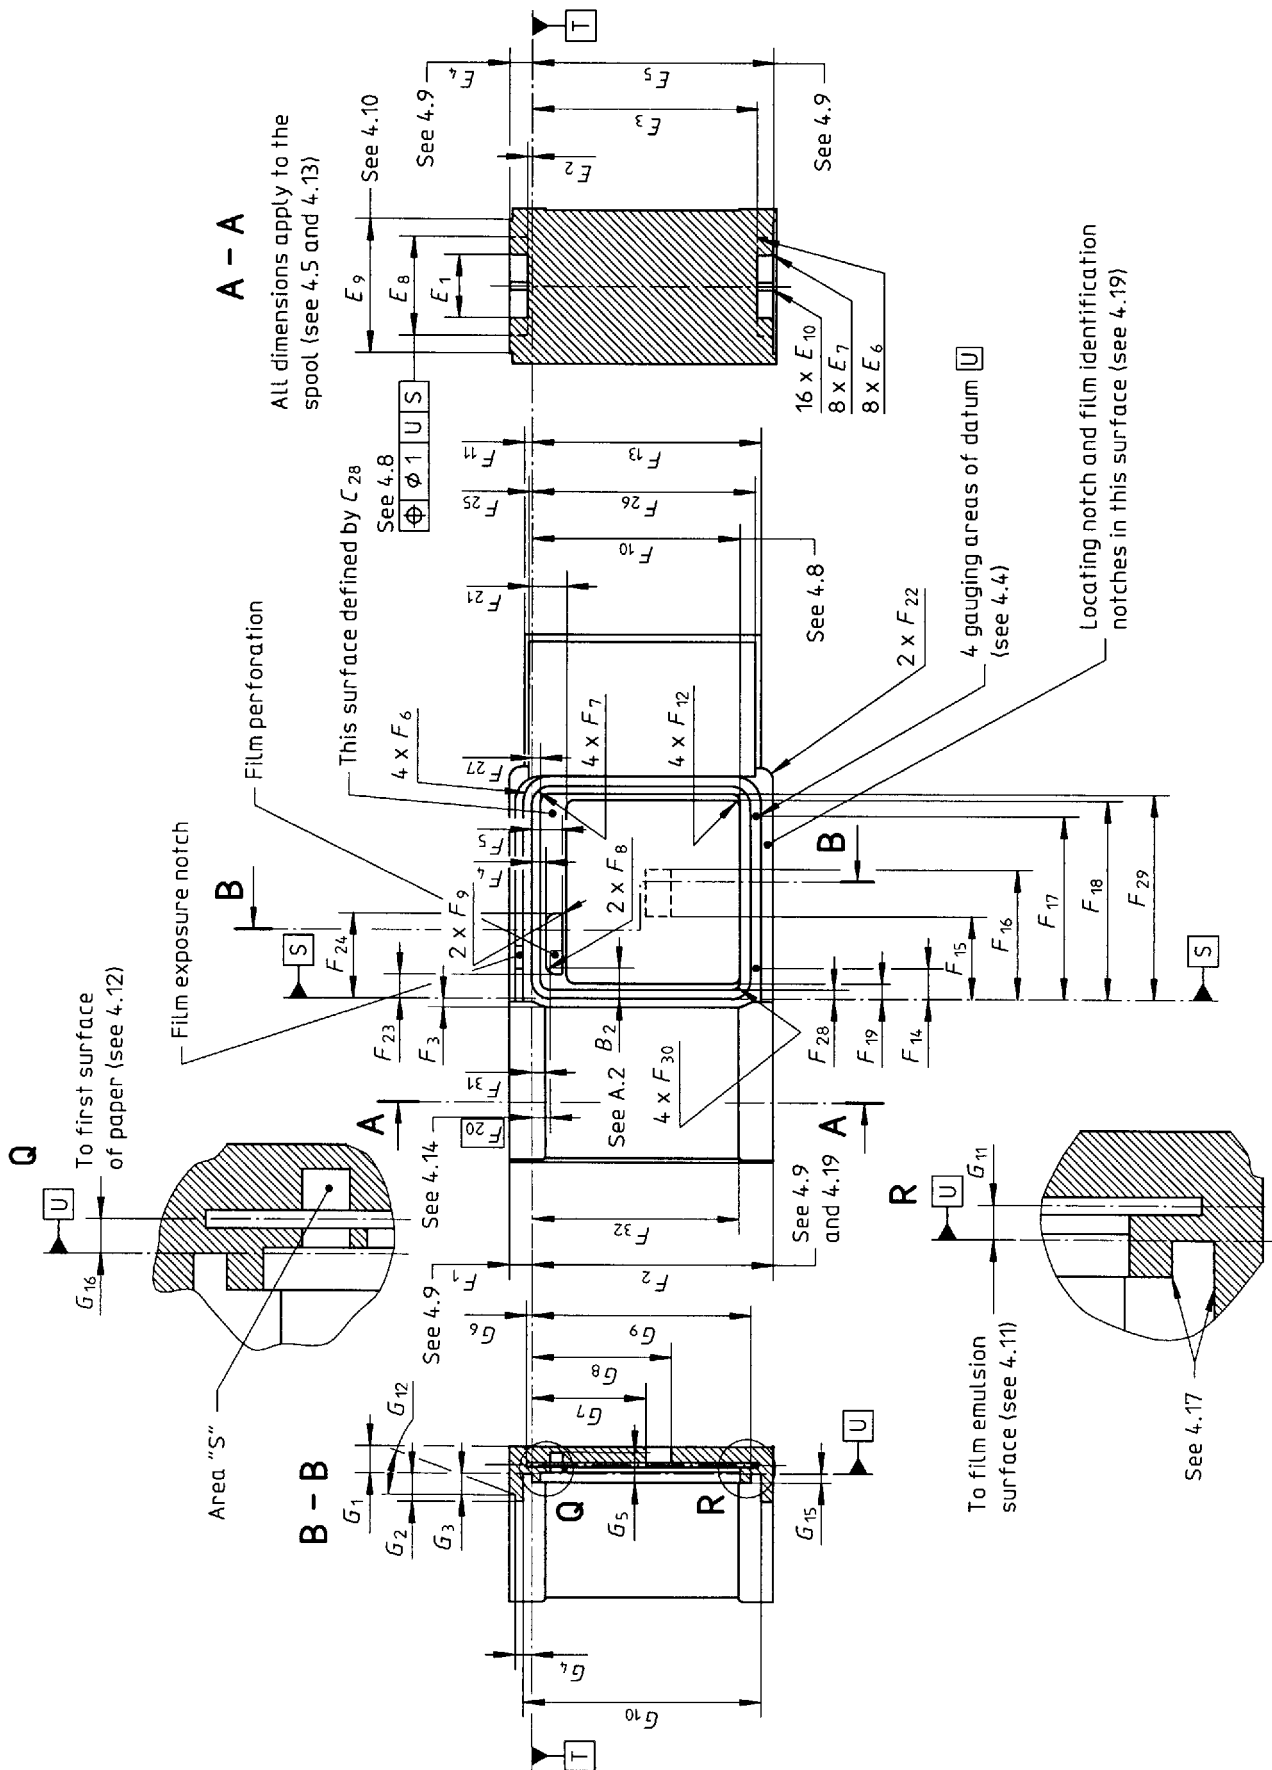 Q
To first surface
of paper (see 4.12)
U
G16
Area "S"
Film exposure notch
Film perforation
This surface defined by C28
B
S
F24
F23
F3
2 x F9
F4
F5
F27
4 x F6
4 x F7
2 x F8
4 x F12
F21
F10
See 4.8
F25
F26
F11
F13
A – A
All dimensions apply to the
spool (see 4.5 and 4.13)
See 4.8
⌖ ⌀ 1 U S
E9
E8
E1
See 4.10
See 4.9
E4
E2
E3
E5
See 4.9
T
16 x E10
8 x E7
8 x E6
4 gauging areas of datum U
(see 4.4)
Locating notch and film identification
notches in this surface (see 4.19)
2 x F22
B
F15
F16
F17
F18
F29
S
F28
F19
F14
B2
See A.2
4 x F30
F31
F20
See 4.14
A
A
F32
See 4.9
F1
F2
See 4.9
and 4.19
B – B
G1
G2
G3
G12
G6
G9
G8
G7
G5
G15
Q
R
U
G4
G10
T
R
U
G11
To film emulsion
surface (see 4.11)
See 4.17